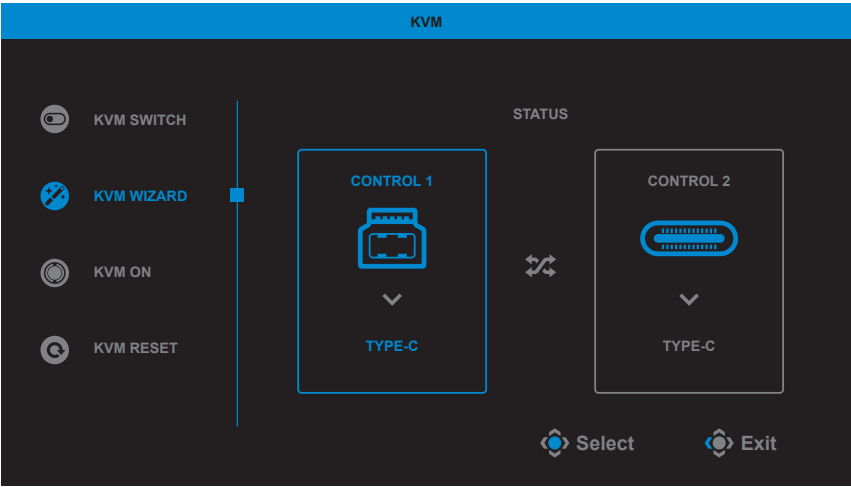 KVM
KVM SWITCH
KVM WIZARD
KVM ON
KVM RESET
STATUS
CONTROL 1
TYPE-C
CONTROL 2
TYPE-C
Select
Exit